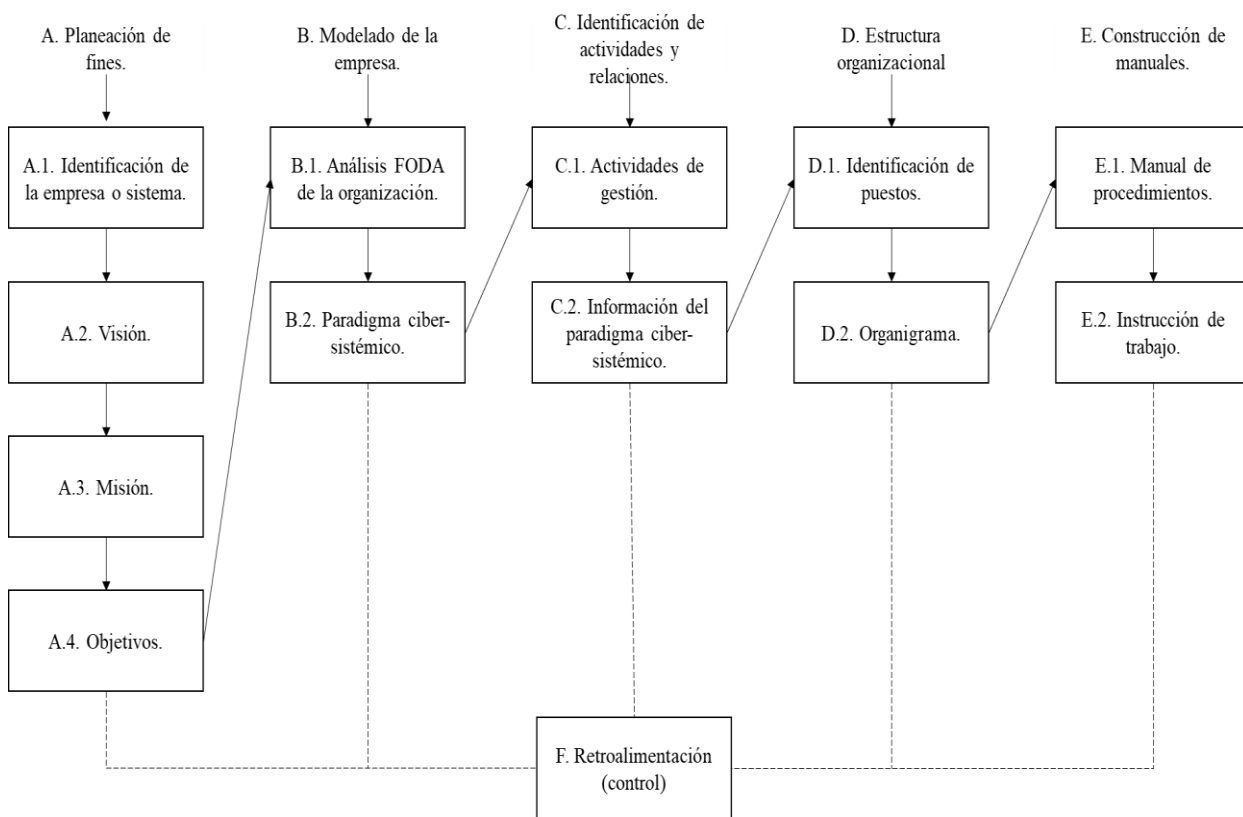 A. Planeación de
fines.
B. Modelado de la
empresa.
C. Identificación de
actividades y
relaciones.
D. Estructura
organizacional
E. Construcción de
manuales.
A.1. Identificación de
la empresa o sistema.
B.1. Análisis FODA
de la organización.
C.1. Actividades de
gestión.
D.1. Identificación de
puestos.
E.1. Manual de
procedimientos.
A.2. Visión.
B.2. Paradigma ciber-
sistémico.
C.2. Información del
paradigma ciber-
sistémico.
D.2. Organigrama.
E.2. Instrucción de
trabajo.
A.3. Misión.
A.4. Objetivos.
F. Retroalimentación
(control)